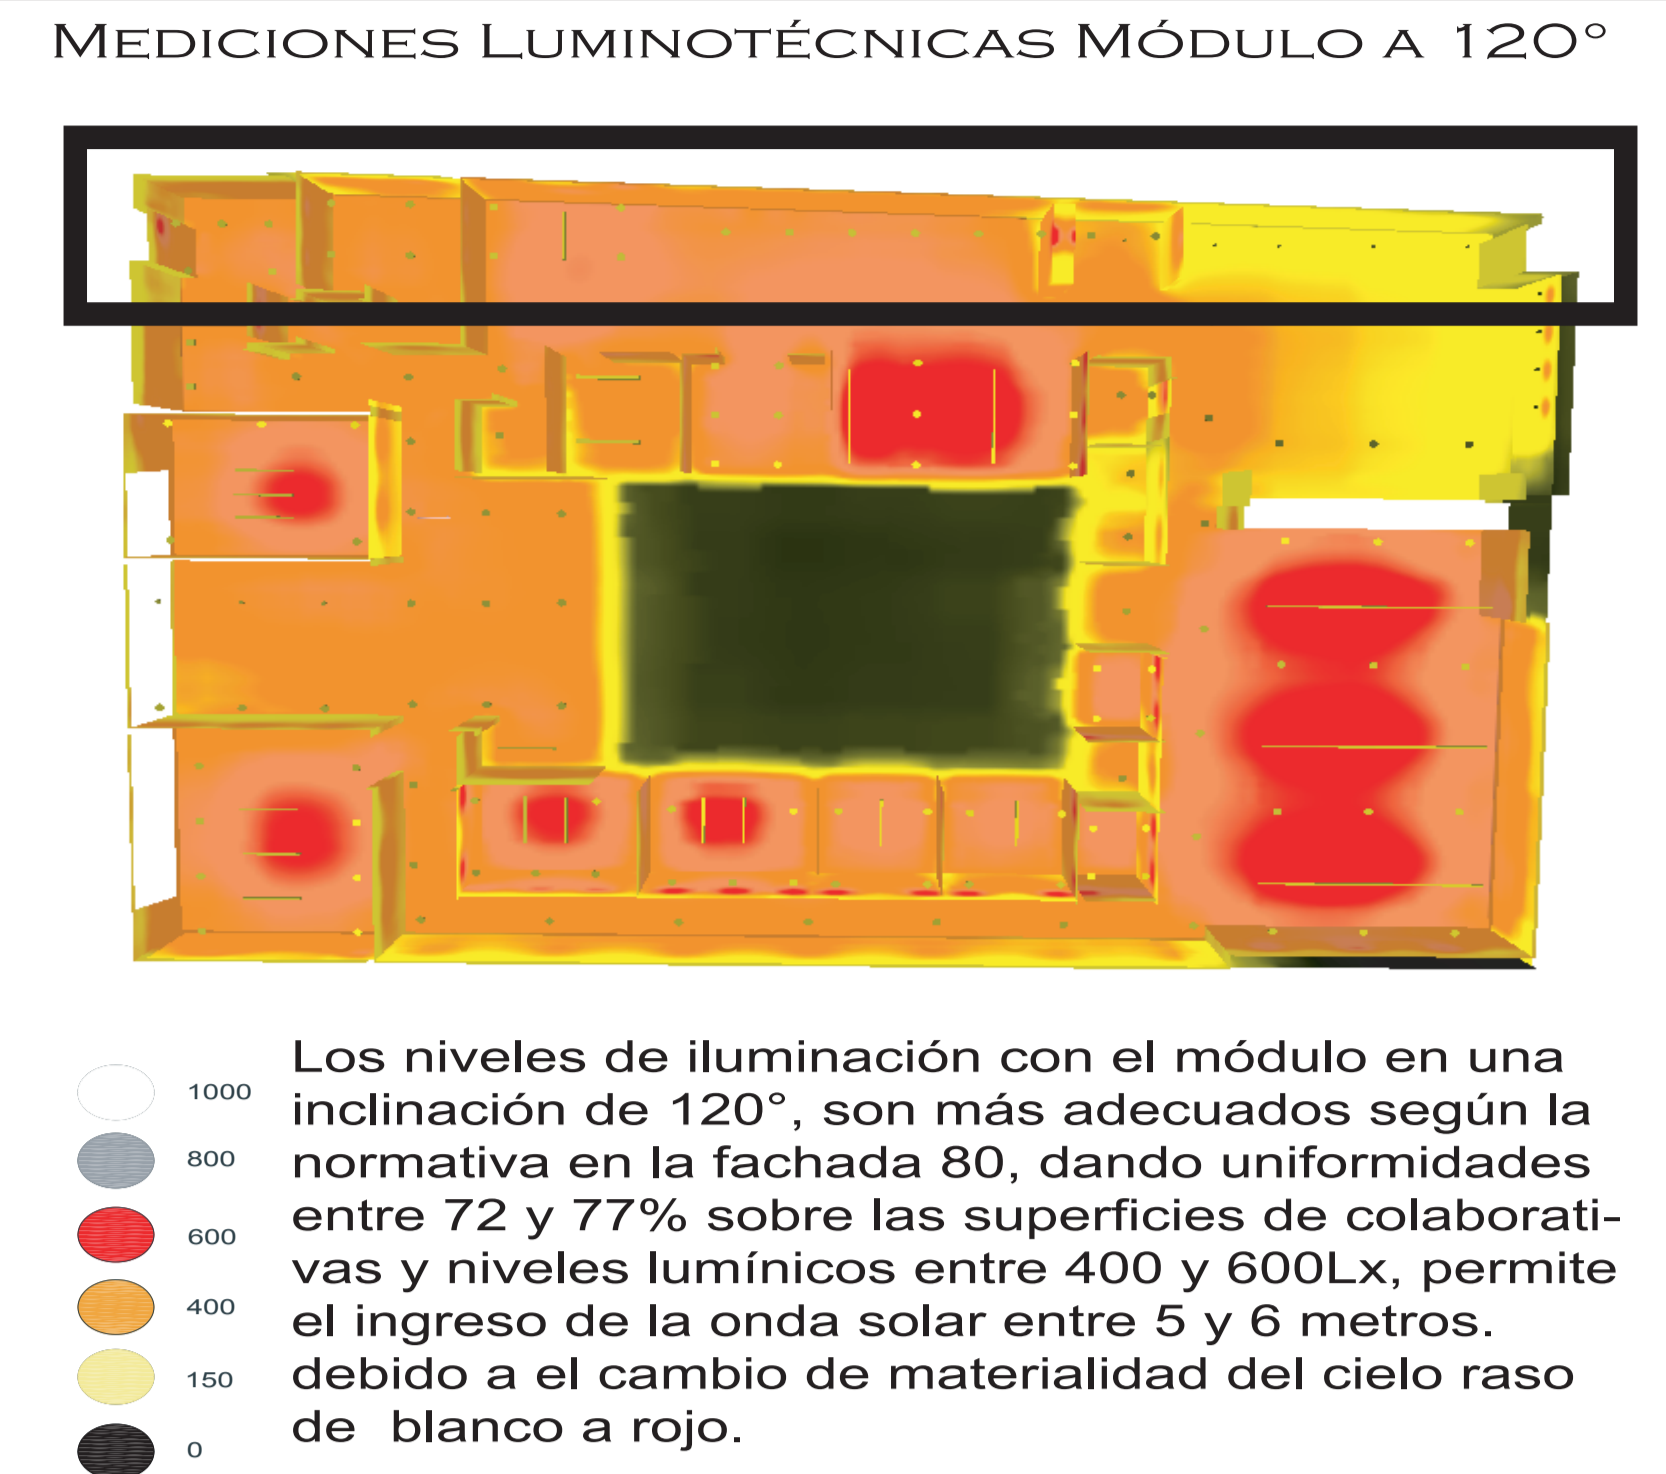 MEDICIONES LUMINOTÉCNICAS MÓDULO A 120°
1000
800
600
400
150
0
Los niveles de iluminación con el módulo en una
inclinación de 120°, son más adecuados según la
normativa en la fachada 80, dando uniformidades
entre 72 y 77% sobre las superficies de colaborati-
vas y niveles lumínicos entre 400 y 600Lx, permite
el ingreso de la onda solar entre 5 y 6 metros.
debido a el cambio de materialidad del cielo raso
de blanco a rojo.